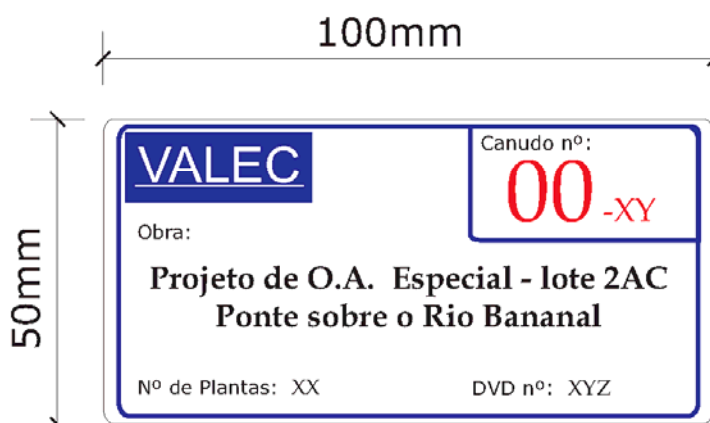 100mm
50mm
VALEC
Canudo nº:
00 -XY
Obra:
Projeto de O.A. Especial - lote 2AC
Ponte sobre o Rio Bananal
Nº de Plantas: XX
DVD nº: XYZ